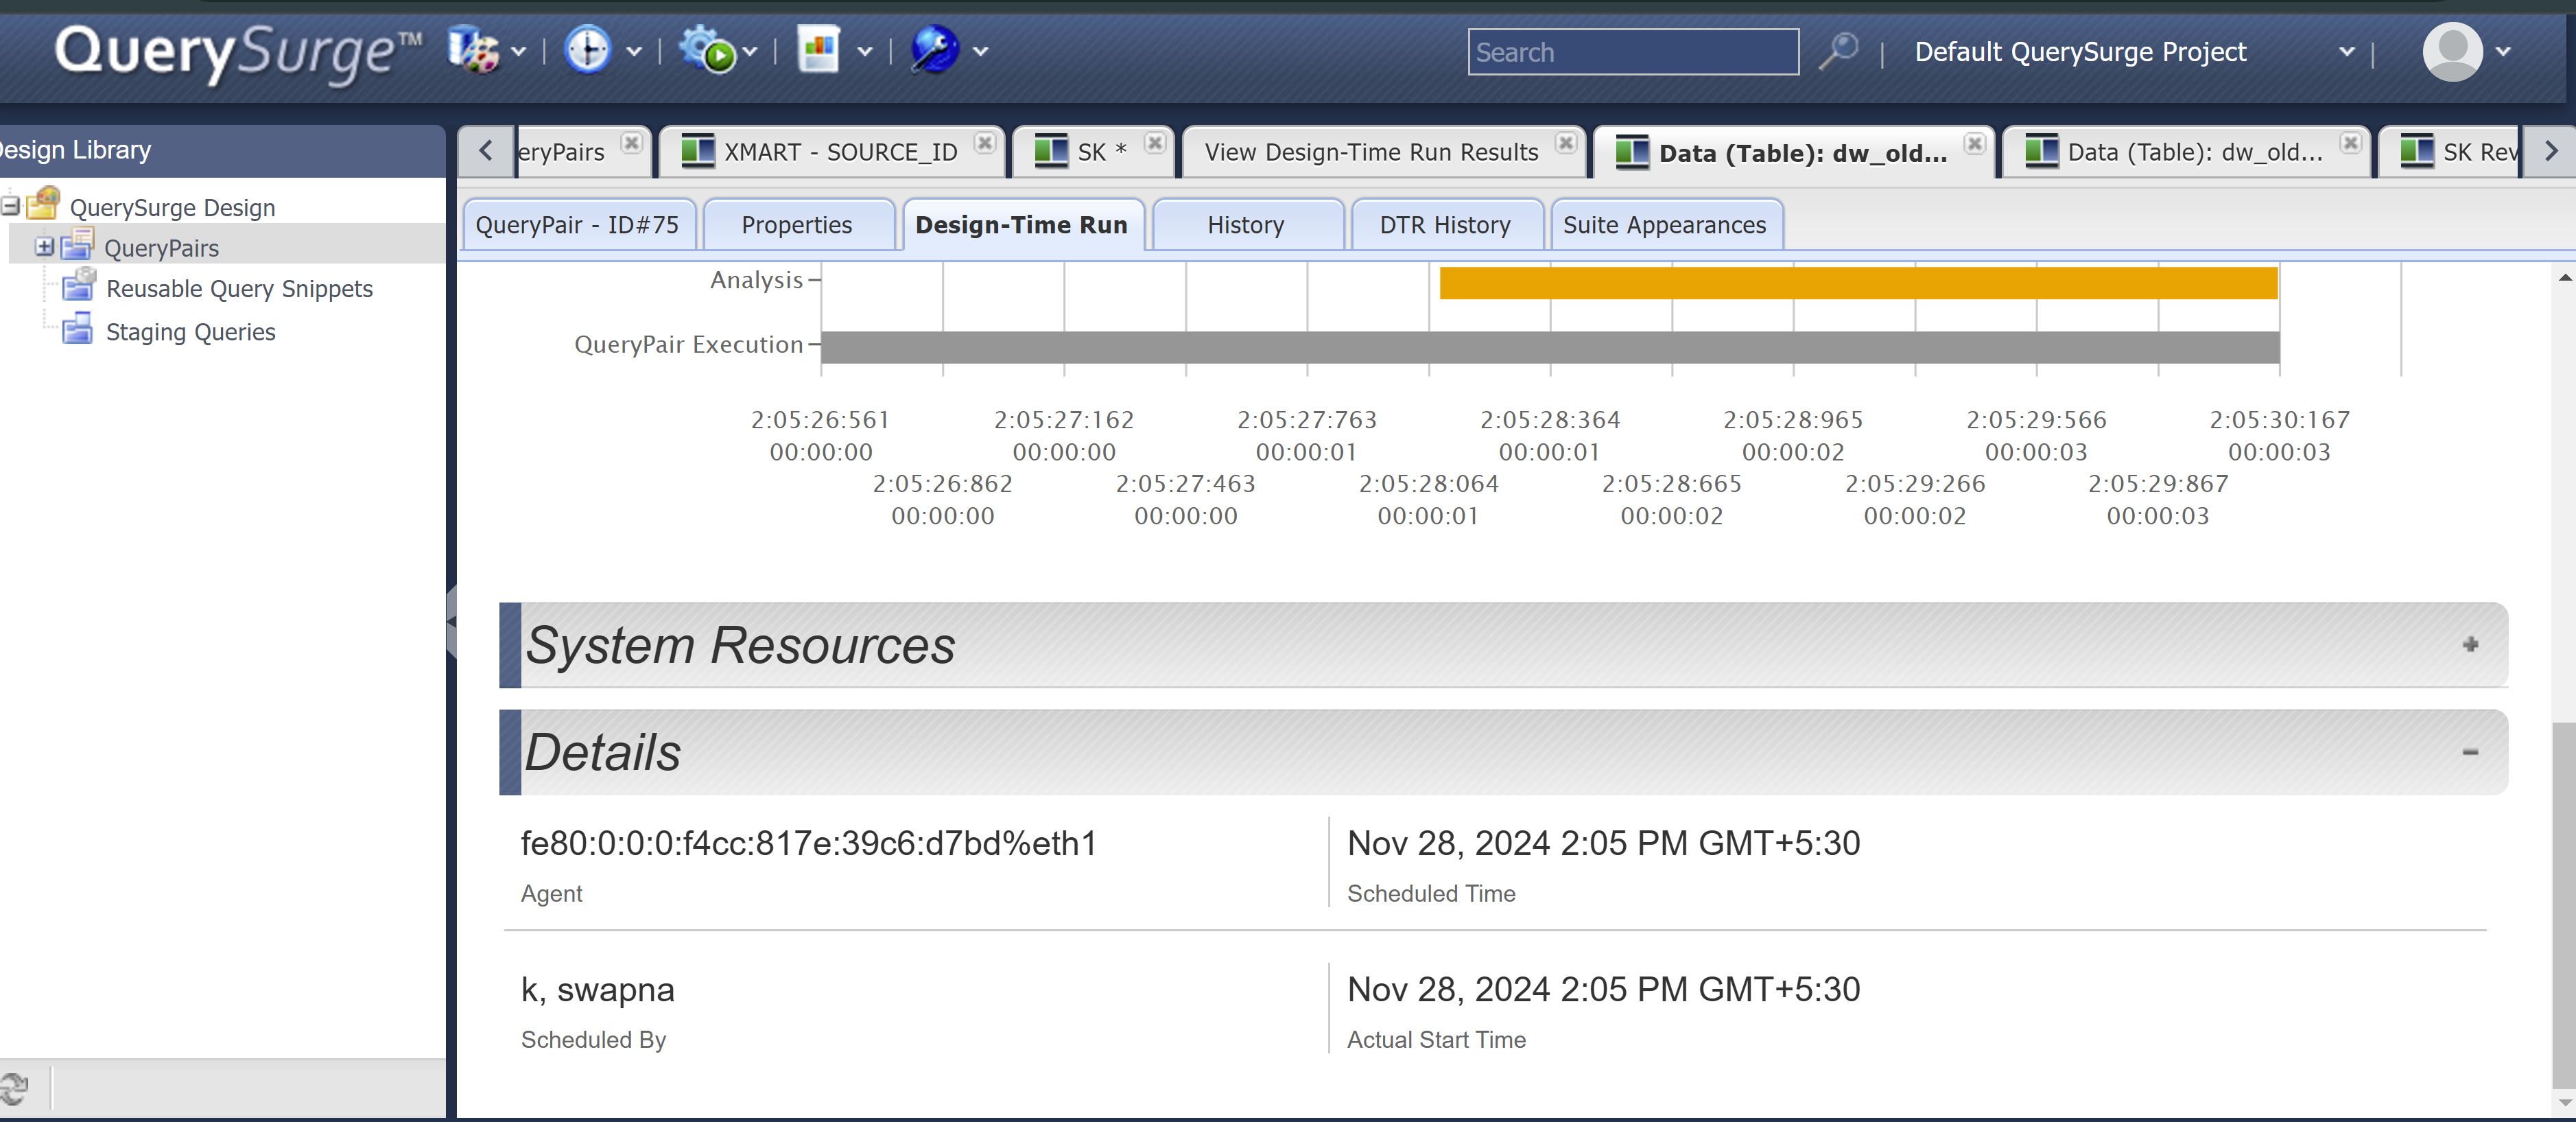 QuerySurge™
Search
Default QuerySurge Project
esign Library
eryPairs
XMART - SOURCE_ID
SK *
View Design-Time Run Results
Data (Table): dw_old...
Data (Table): dw_old...
SK Rev
QuerySurge Design
QueryPairs
Reusable Query Snippets
Staging Queries
QueryPair - ID#75
Properties
Design-Time Run
History
DTR History
Suite Appearances
Analysis
QueryPair Execution
2:05:26:561 2:05:27:162 2:05:27:763 2:05:28:364 2:05:28:965 2:05:29:566 2:05:30:167
00:00:00 00:00:00 00:00:01 00:00:01 00:00:02 00:00:03 00:00:03
2:05:26:862 2:05:27:463 2:05:28:064 2:05:28:665 2:05:29:266 2:05:29:867
00:00:00 00:00:00 00:00:01 00:00:02 00:00:02 00:00:03
System Resources
Details
fe80:0:0:0:f4cc:817e:39c6:d7bd%eth1
Agent
Nov 28, 2024 2:05 PM GMT+5:30
Scheduled Time
k, swapna
Scheduled By
Nov 28, 2024 2:05 PM GMT+5:30
Actual Start Time